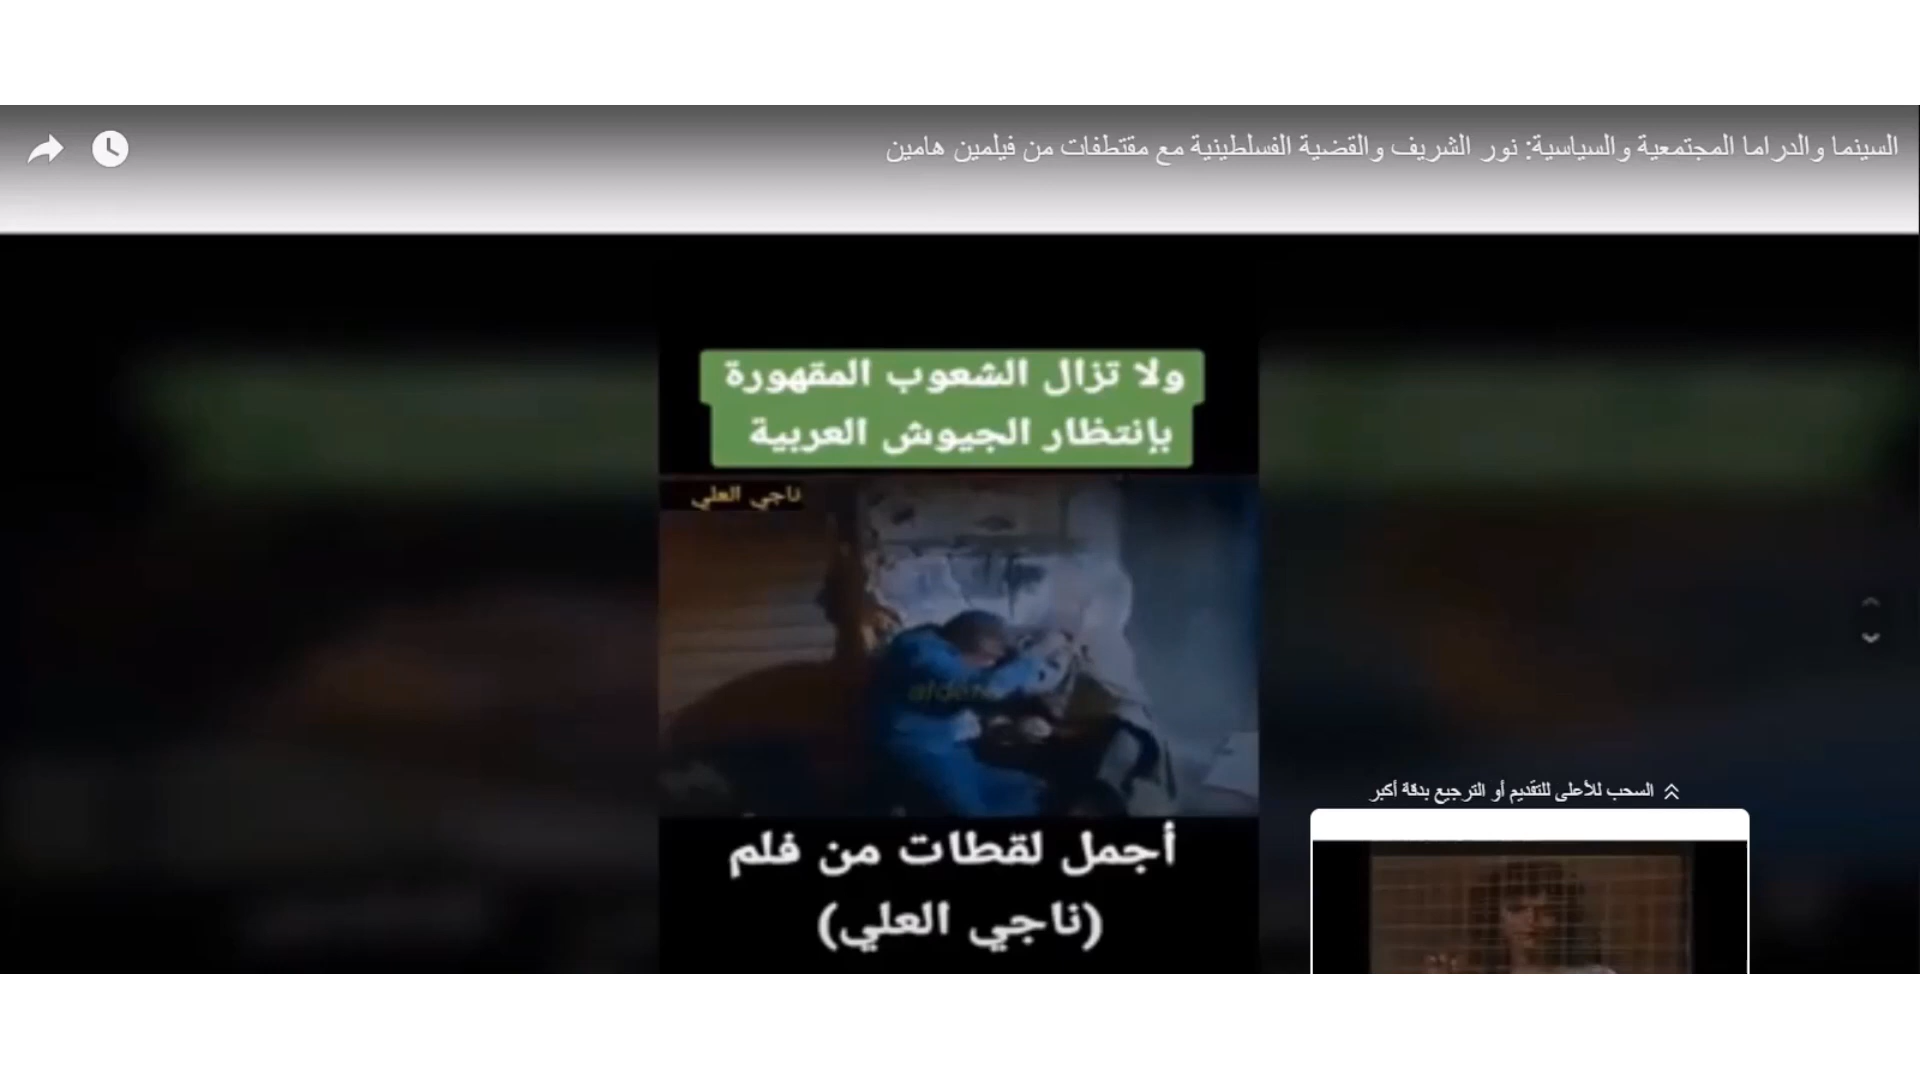 السينما والدراما المجتمعية والسياسية: نور الشريف والقضية الفسلطينية مع مقتطفات من فيلمين هامين
ولا تزال الشعوب المقهورة
بإنتظار الجيوش العربية
ناجي العلي
أجمل لقطات من فلم
(ناجي العلي)
السحب للأعلى للتقديم أو الترجيع بدقة أكبر